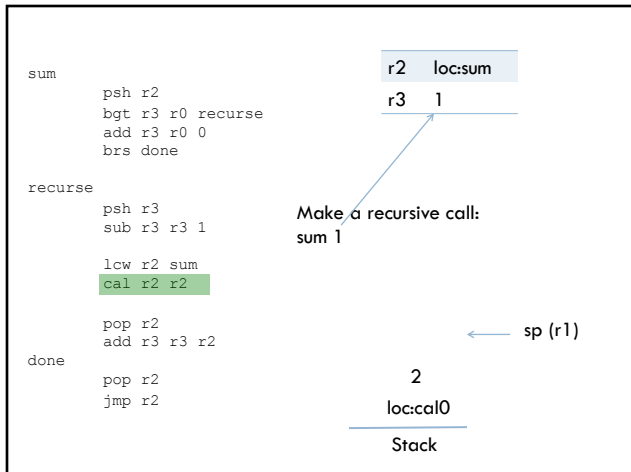 sum
psh r2
bgt r3 r0 recurse
add r3 r0 0
brs done
recurse
psh r3
sub r3 r3 1
lcw r2 sum
cal r2 r2
pop r2
add r3 r3 r2
done
pop r2
jmp r2
r2 loc:sum
r3 1
Make a recursive call:
sum 1
sp (r1)
2
loc:cal0
Stack